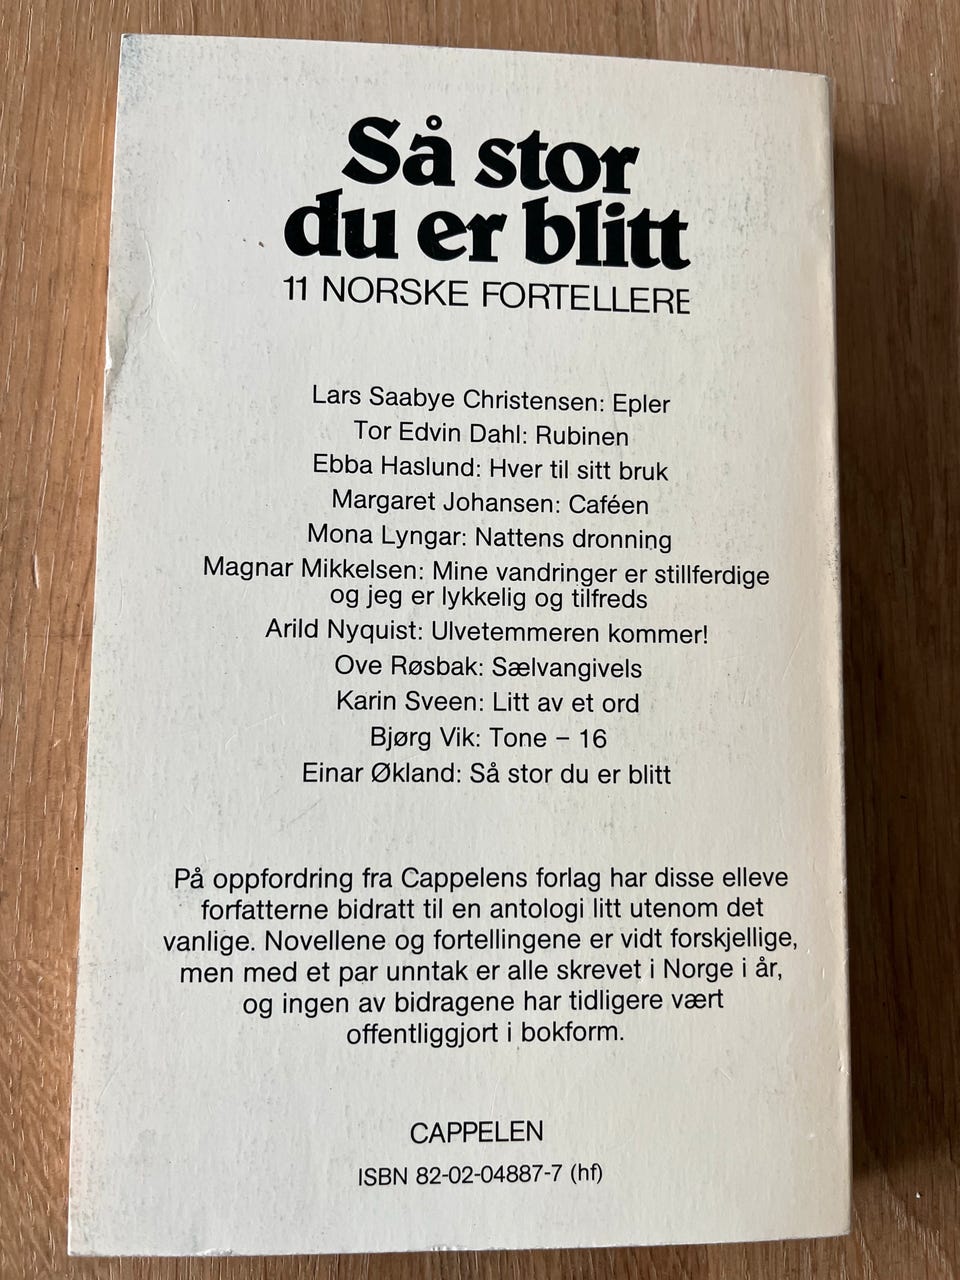 Så stor
du er blitt
11 NORSKE FORTELLERE
Lars Saabye Christensen: Epler
Tor Edvin Dahl: Rubinen
Ebba Haslund: Hver til sitt bruk
Margaret Johansen: Caféen
Mona Lyngar: Nattens dronning
Magnar Mikkelsen: Mine vandringer er stillferdige
og jeg er lykkelig og tilfreds
Arild Nyquist: Ulvetemmeren kommer!
Ove Røsbak: Sælvangivels
Karin Sveen: Litt av et ord
Bjørg Vik: Tone – 16
Einar Økland: Så stor du er blitt
På oppfordring fra Cappelens forlag har disse elleve
forfatterne bidratt til en antologi litt utenom det
vanlige. Novellene og fortellingene er vidt forskjellige,
men med et par unntak er alle skrevet i Norge i år,
og ingen av bidragene har tidligere vært
offentliggjort i bokform.
CAPPELEN
ISBN 82-02-04887-7 (hf)